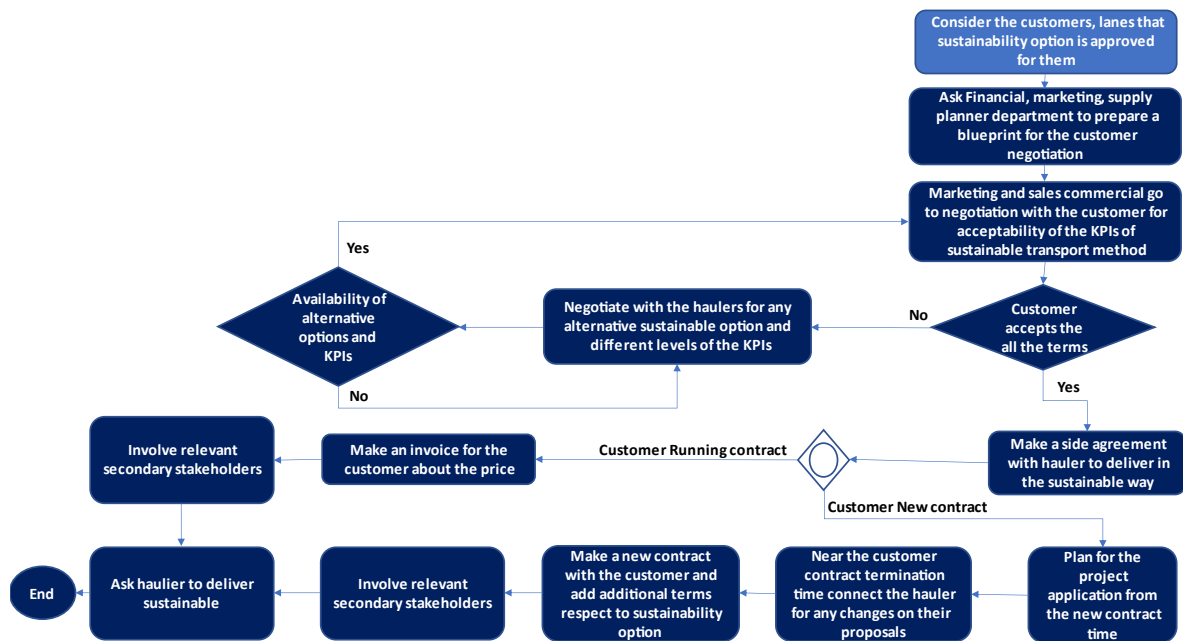 Consider the customers, lanes that
sustainability option is approved
for them
Ask Financial, marketing, supply
planner department to prepare a
blueprint for the customer
negotiation
Marketing and sales commercial go
to negotiation with the customer for
acceptability of the KPIs of
sustainable transport method
Yes
Availability of
alternative
options and
KPIs
Negotiate with the haulers for any
alternative sustainable option and
different levels of the KPIs
No
Customer
accepts the
all the terms
No
Yes
Involve relevant
secondary stakeholders
Make an invoice for the
customer about the price
Customer Running contract
Make a side agreement
with hauler to deliver in
the sustainable way
Customer New contract
End
Ask haulier to deliver
sustainable
Involve relevant
secondary stakeholders
Make a new contract
with the customer and
add additional terms
respect to sustainability
option
Near the customer
contract termination
time connect the hauler
for any changes on their
proposals
Plan for the
project
application from
the new contract
time